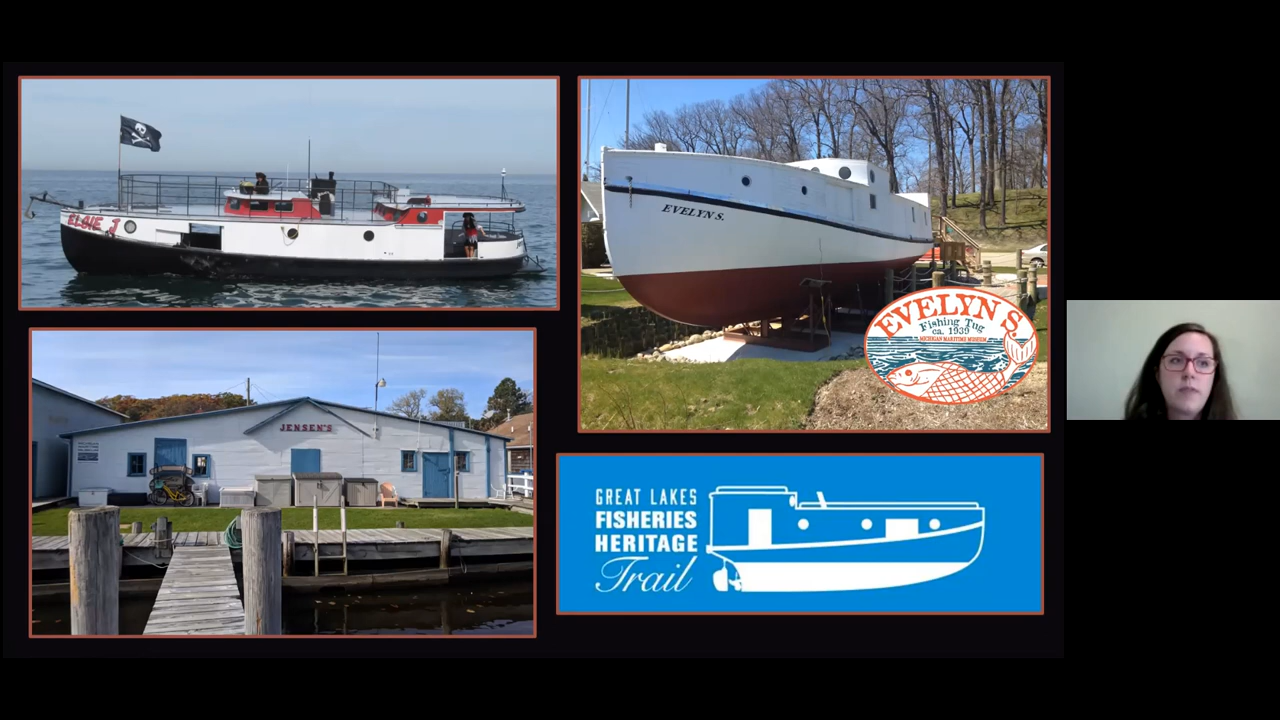 ELSIE J
EVELYN S.
EVELYN S.
Fishing Tug
ca. 1939
MICHIGAN MARITIME MUSEUM
JENSEN'S
GREAT LAKES
FISHERIES
HERITAGE
Trail